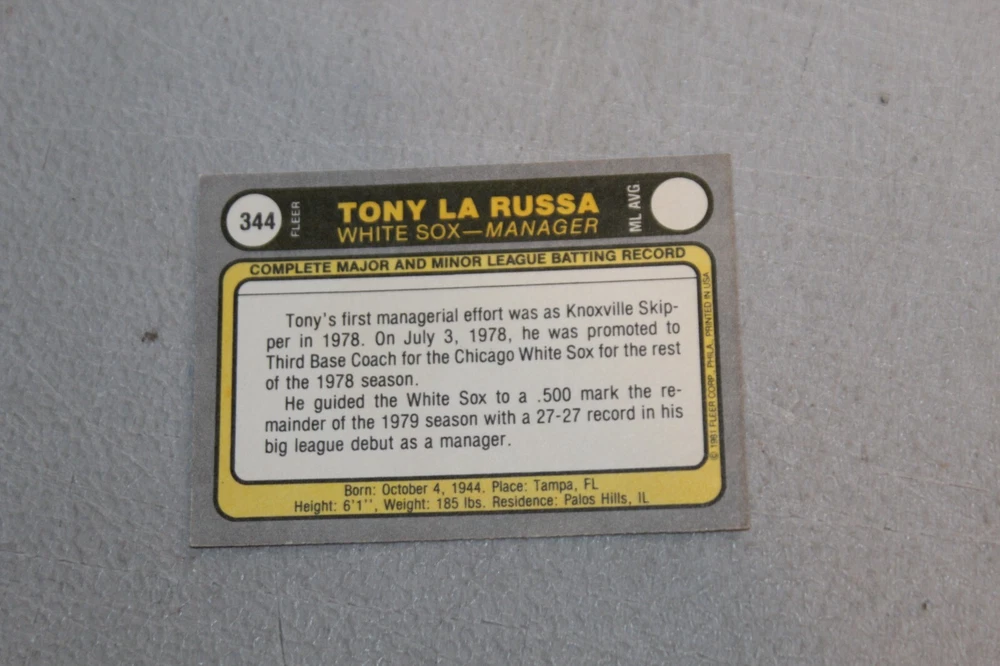 344
FLEER
TONY LA RUSSA
WHITE SOX—MANAGER
ML AVG
COMPLETE MAJOR AND MINOR LEAGUE BATTING RECORD
Tony's first managerial effort was as Knoxville Skip-
per in 1978. On July 3, 1978, he was promoted to
Third Base Coach for the Chicago White Sox for the rest
of the 1978 season.
He guided the White Sox to a .500 mark the re-
mainder of the 1979 season with a 27-27 record in his
big league debut as a manager.
Born: October 4, 1944. Place: Tampa, FL
Height: 6'1'', Weight: 185 lbs. Residence: Palos Hills, IL
© 1981 FLEER CORP., PHILA. PRINTED IN USA